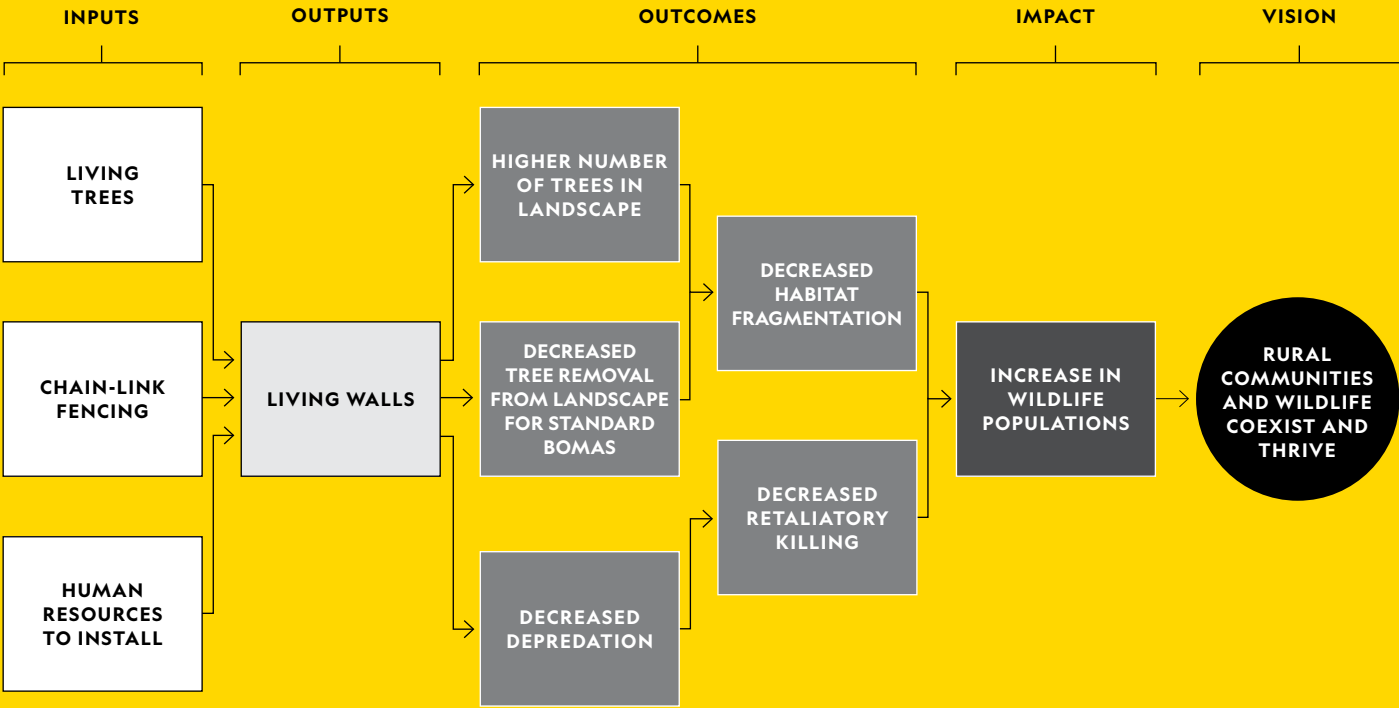 INPUTS
OUTPUTS
OUTCOMES
IMPACT
VISION
LIVING
TREES
CHAIN-LINK
FENCING
HUMAN
RESOURCES
TO INSTALL
LIVING WALLS
HIGHER NUMBER
OF TREES IN
LANDSCAPE
DECREASED
TREE REMOVAL
FROM LANDSCAPE
FOR STANDARD
BOMAS
DECREASED
DEPREDATION
DECREASED
HABITAT
FRAGMENTATION
DECREASED
RETALIATORY
KILLING
INCREASE IN
WILDLIFE
POPULATIONS
RURAL
COMMUNITIES
AND WILDLIFE
COEXIST AND
THRIVE